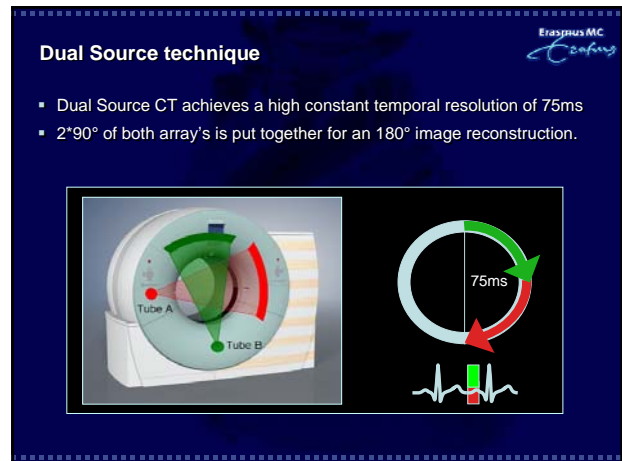 Erasmus MC
Erasmus
Dual Source technique
▪ Dual Source CT achieves a high constant temporal resolution of 75ms
▪ 2*90° of both array's is put together for an 180° image reconstruction.
Tube A
Tube B
75ms